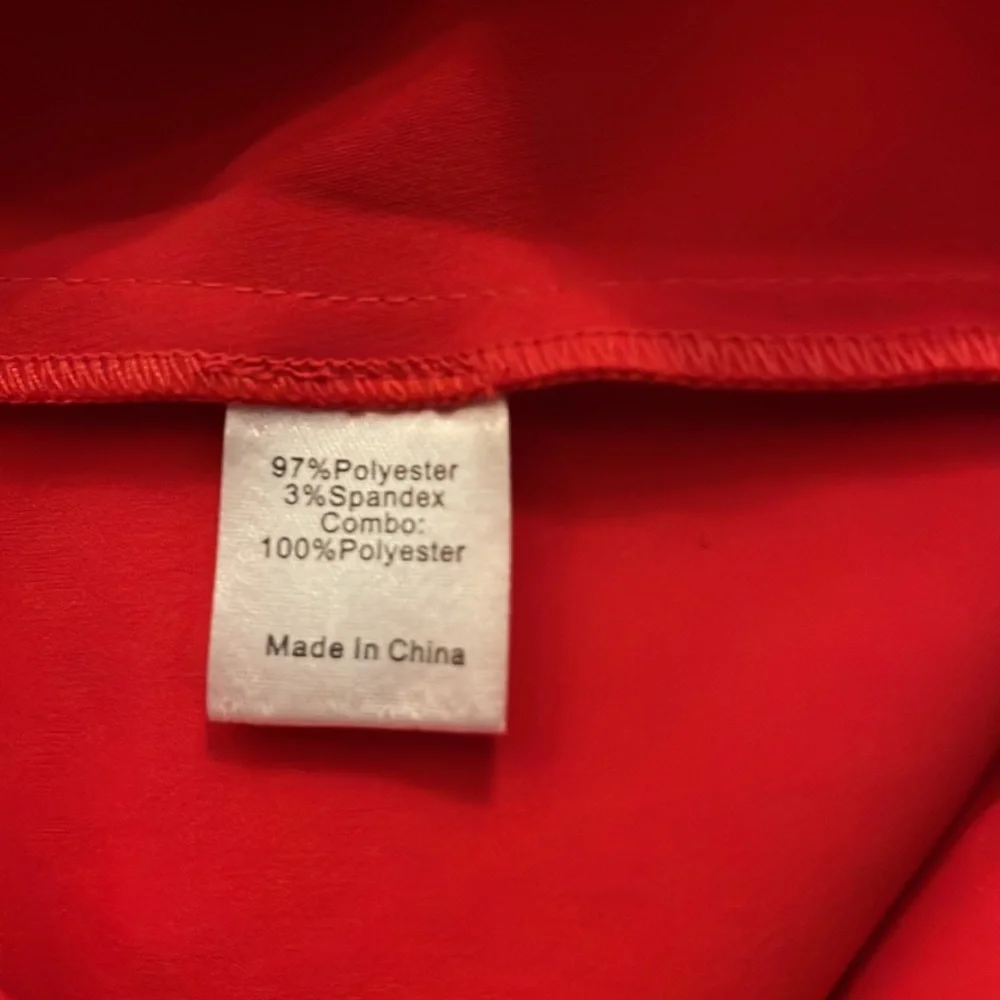 97%Polyester
3%Spandex
Combo:
100%Polyester
Made In China